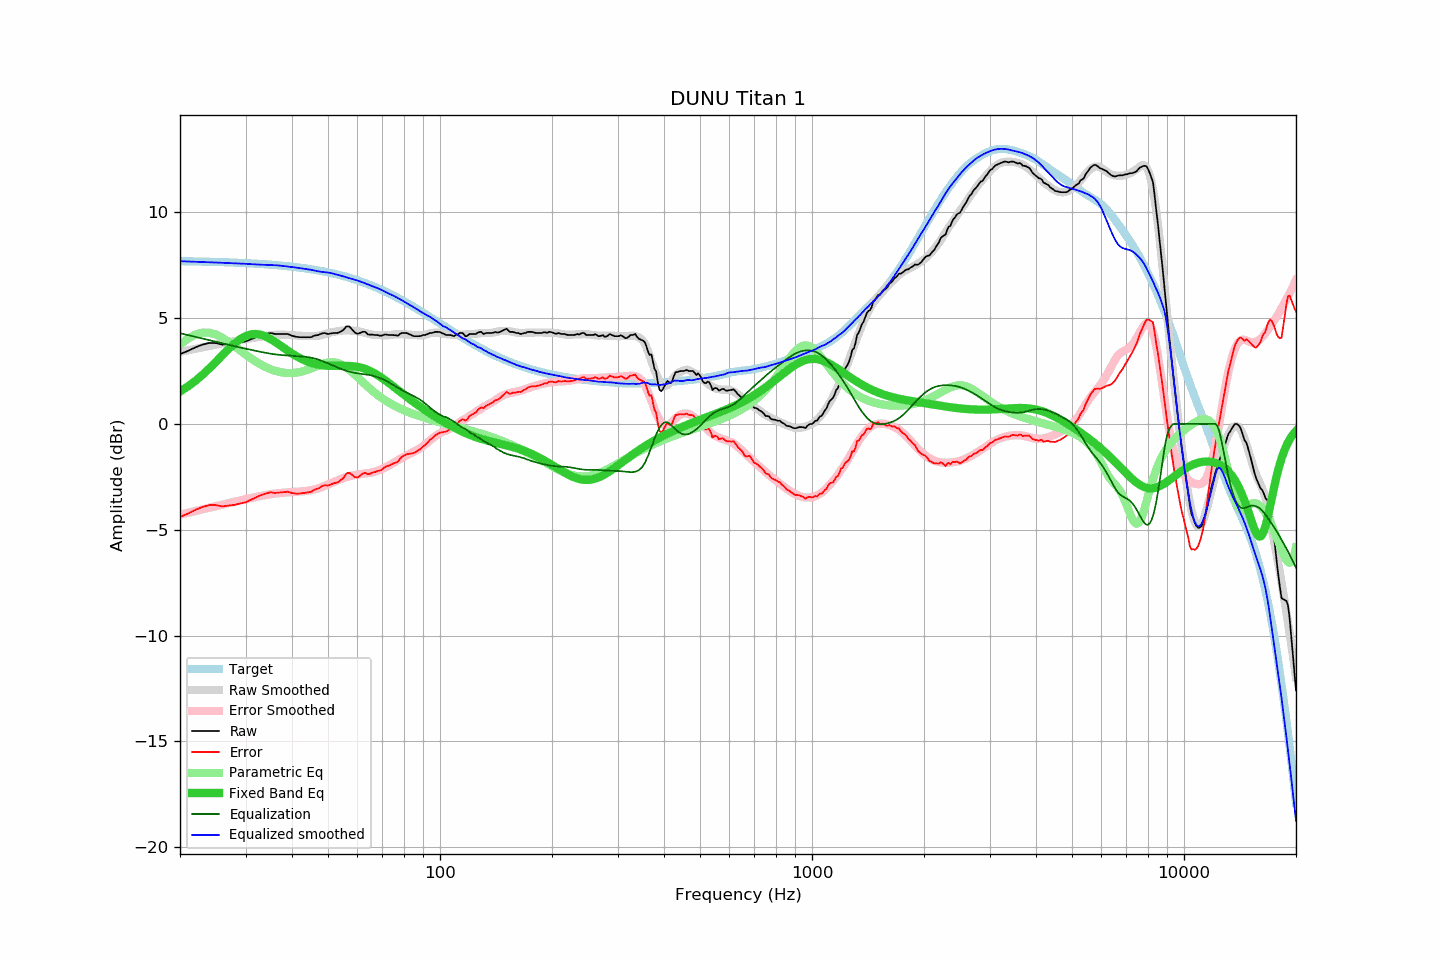 DUNU Titan 1
Amplitude (dBr)
10
5
0
−5
−10
−15
−20
Target
Raw Smoothed
Error Smoothed
Raw
Error
Parametric Eq
Fixed Band Eq
Equalization
Equalized smoothed
100
1000
10000
Frequency (Hz)